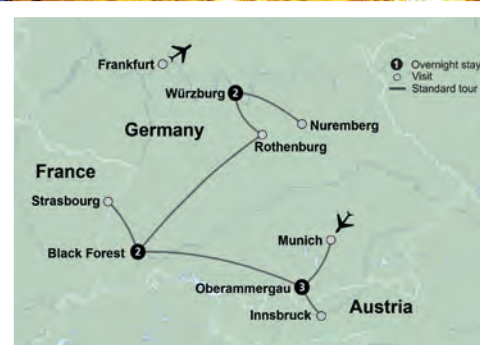 Frankfurt
1 Overnight stay
Visit
Standard tour
Würzburg 2
Germany
Nuremberg
Rothenburg
France
Strasbourg
Munich
Black Forest 2
Oberammergau 3
Austria
Innsbruck